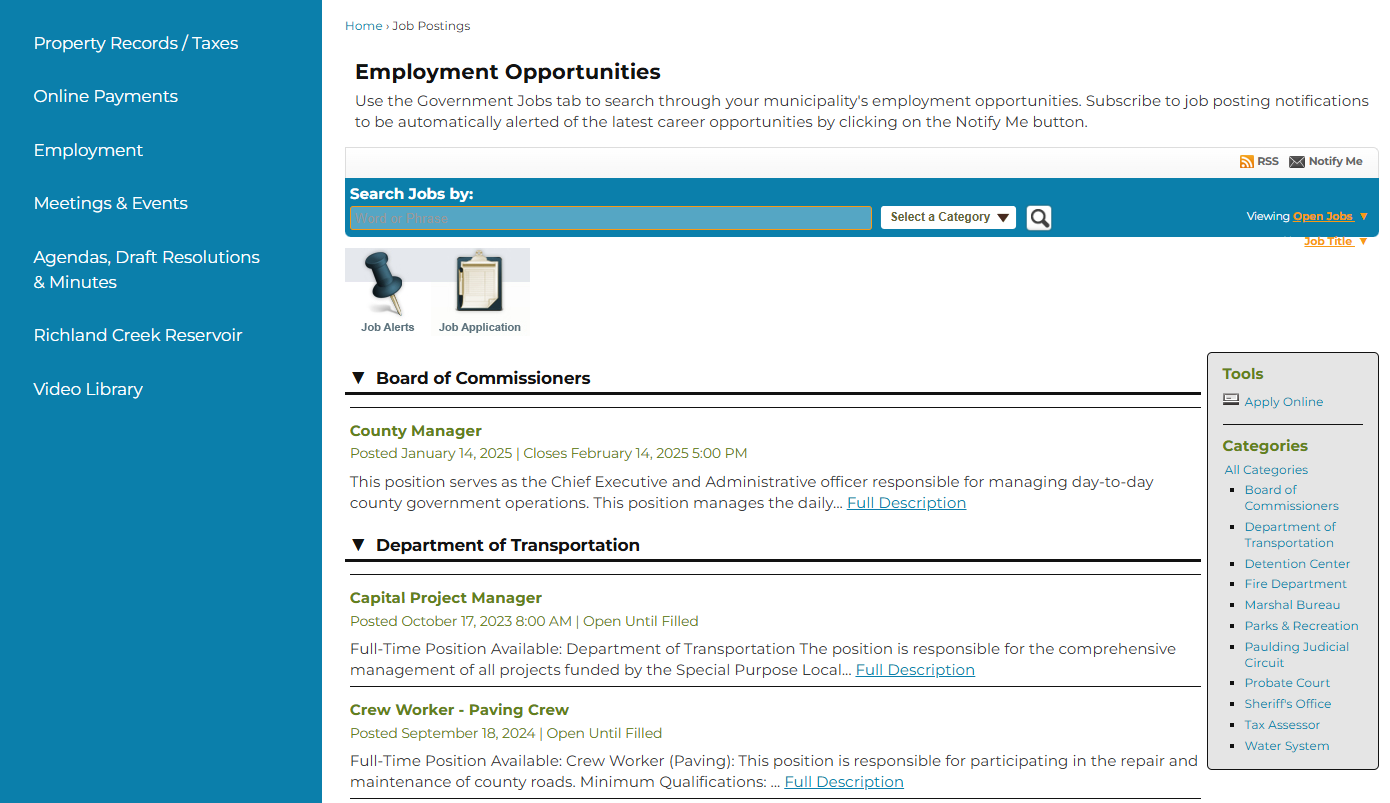 Property Records / Taxes
Online Payments
Employment
Meetings & Events
Agendas, Draft Resolutions
& Minutes
Richland Creek Reservoir
Video Library
Home › Job Postings
Employment Opportunities
Use the Government Jobs tab to search through your municipality's employment opportunities. Subscribe to job posting notifications
to be automatically alerted of the latest career opportunities by clicking on the Notify Me button.
RSS Notify Me
Search Jobs by:
Word or Phrase
Select a Category ▼
Viewing Open Jobs ▼
Job Title ▼
Job Alerts
Job Application
▼ Board of Commissioners
County Manager
Posted January 14, 2025 | Closes February 14, 2025 5:00 PM
This position serves as the Chief Executive and Administrative officer responsible for managing day-to-day
county government operations. This position manages the daily... Full Description
▼ Department of Transportation
Capital Project Manager
Posted October 17, 2023 8:00 AM | Open Until Filled
Full-Time Position Available: Department of Transportation The position is responsible for the comprehensive
management of all projects funded by the Special Purpose Local... Full Description
Crew Worker - Paving Crew
Posted September 18, 2024 | Open Until Filled
Full-Time Position Available: Crew Worker (Paving): This position is responsible for participating in the repair and
maintenance of county roads. Minimum Qualifications: ... Full Description
Tools
Apply Online
Categories
All Categories
Board of
Commissioners
Department of
Transportation
Detention Center
Fire Department
Marshal Bureau
Parks & Recreation
Paulding Judicial
Circuit
Probate Court
Sheriff's Office
Tax Assessor
Water System